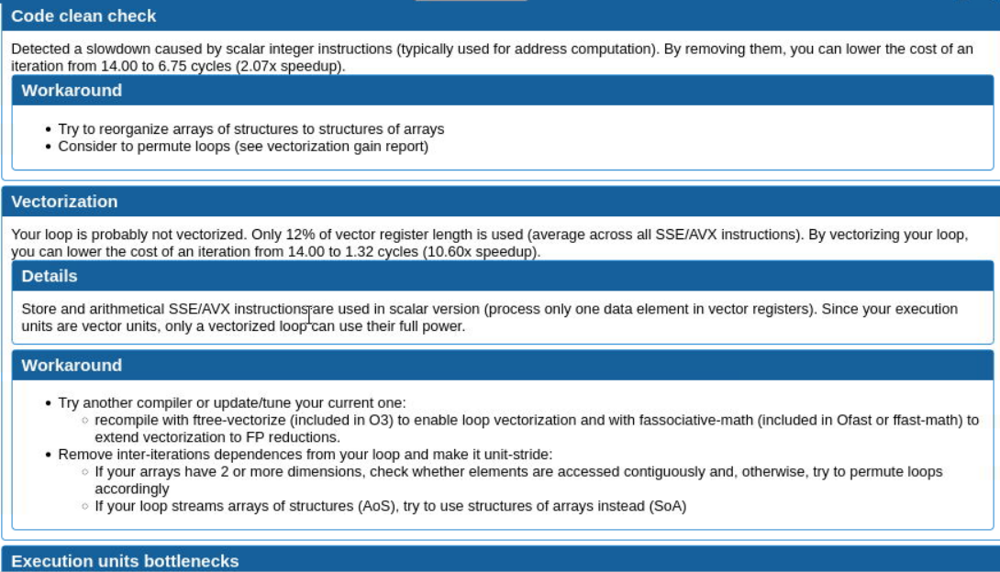 Code clean check
Detected a slowdown caused by scalar integer instructions (typically used for address computation). By removing them, you can lower the cost of an
iteration from 14.00 to 6.75 cycles (2.07x speedup).
Workaround
• Try to reorganize arrays of structures to structures of arrays
• Consider to permute loops (see vectorization gain report)
Vectorization
Your loop is probably not vectorized. Only 12% of vector register length is used (average across all SSE/AVX instructions). By vectorizing your loop,
you can lower the cost of an iteration from 14.00 to 1.32 cycles (10.60x speedup).
Details
Store and arithmetical SSE/AVX instructions are used in scalar version (process only one data element in vector registers). Since your execution
units are vector units, only a vectorized loop can use their full power.
Workaround
• Try another compiler or update/tune your current one:
○ recompile with ftree-vectorize (included in O3) to enable loop vectorization and with fassociative-math (included in Ofast or ffast-math) to
extend vectorization to FP reductions.
• Remove inter-iterations dependences from your loop and make it unit-stride:
○ If your arrays have 2 or more dimensions, check whether elements are accessed contiguously and, otherwise, try to permute loops
accordingly
○ If your loop streams arrays of structures (AoS), try to use structures of arrays instead (SoA)
Execution units bottlenecks